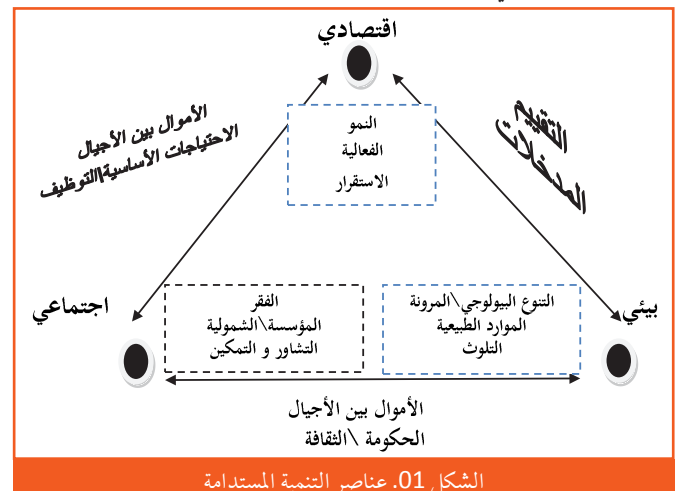 اقتصادي
الأموال بين الأجيال
الاحتياجات الأساسية\التوظيف
التقييم
المدخلات
النمو
الفعالية
الاستقرار
اجتماعي
الفقر
المؤسسة\الشمولية
التشاور و التمكين
التنوع البيولوجي\المرونة
الموارد الطبيعية
التلوث
بيئي
الأموال بين الأجيال
الحكومة \الثقافة
الشكل 01. عناصر التنمية المستدامة